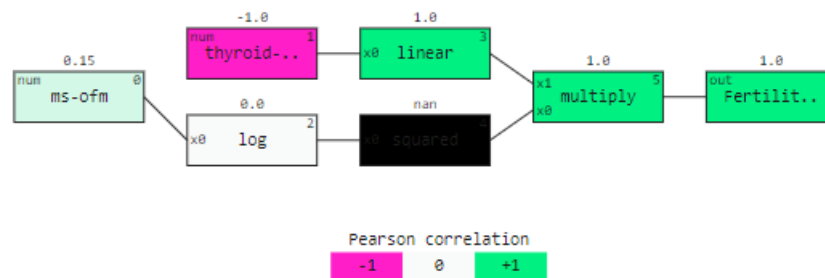 -1.0
1.0
num 1
thyroid-..
x0 3
linear
0.15
1.0
1.0
num 0
ms-ofm
x1 5
multiply
x0
out 6
Fertilit..
0.0
nan
2
x0 log
4
x0 squared
Pearson correlation
-1 0 +1